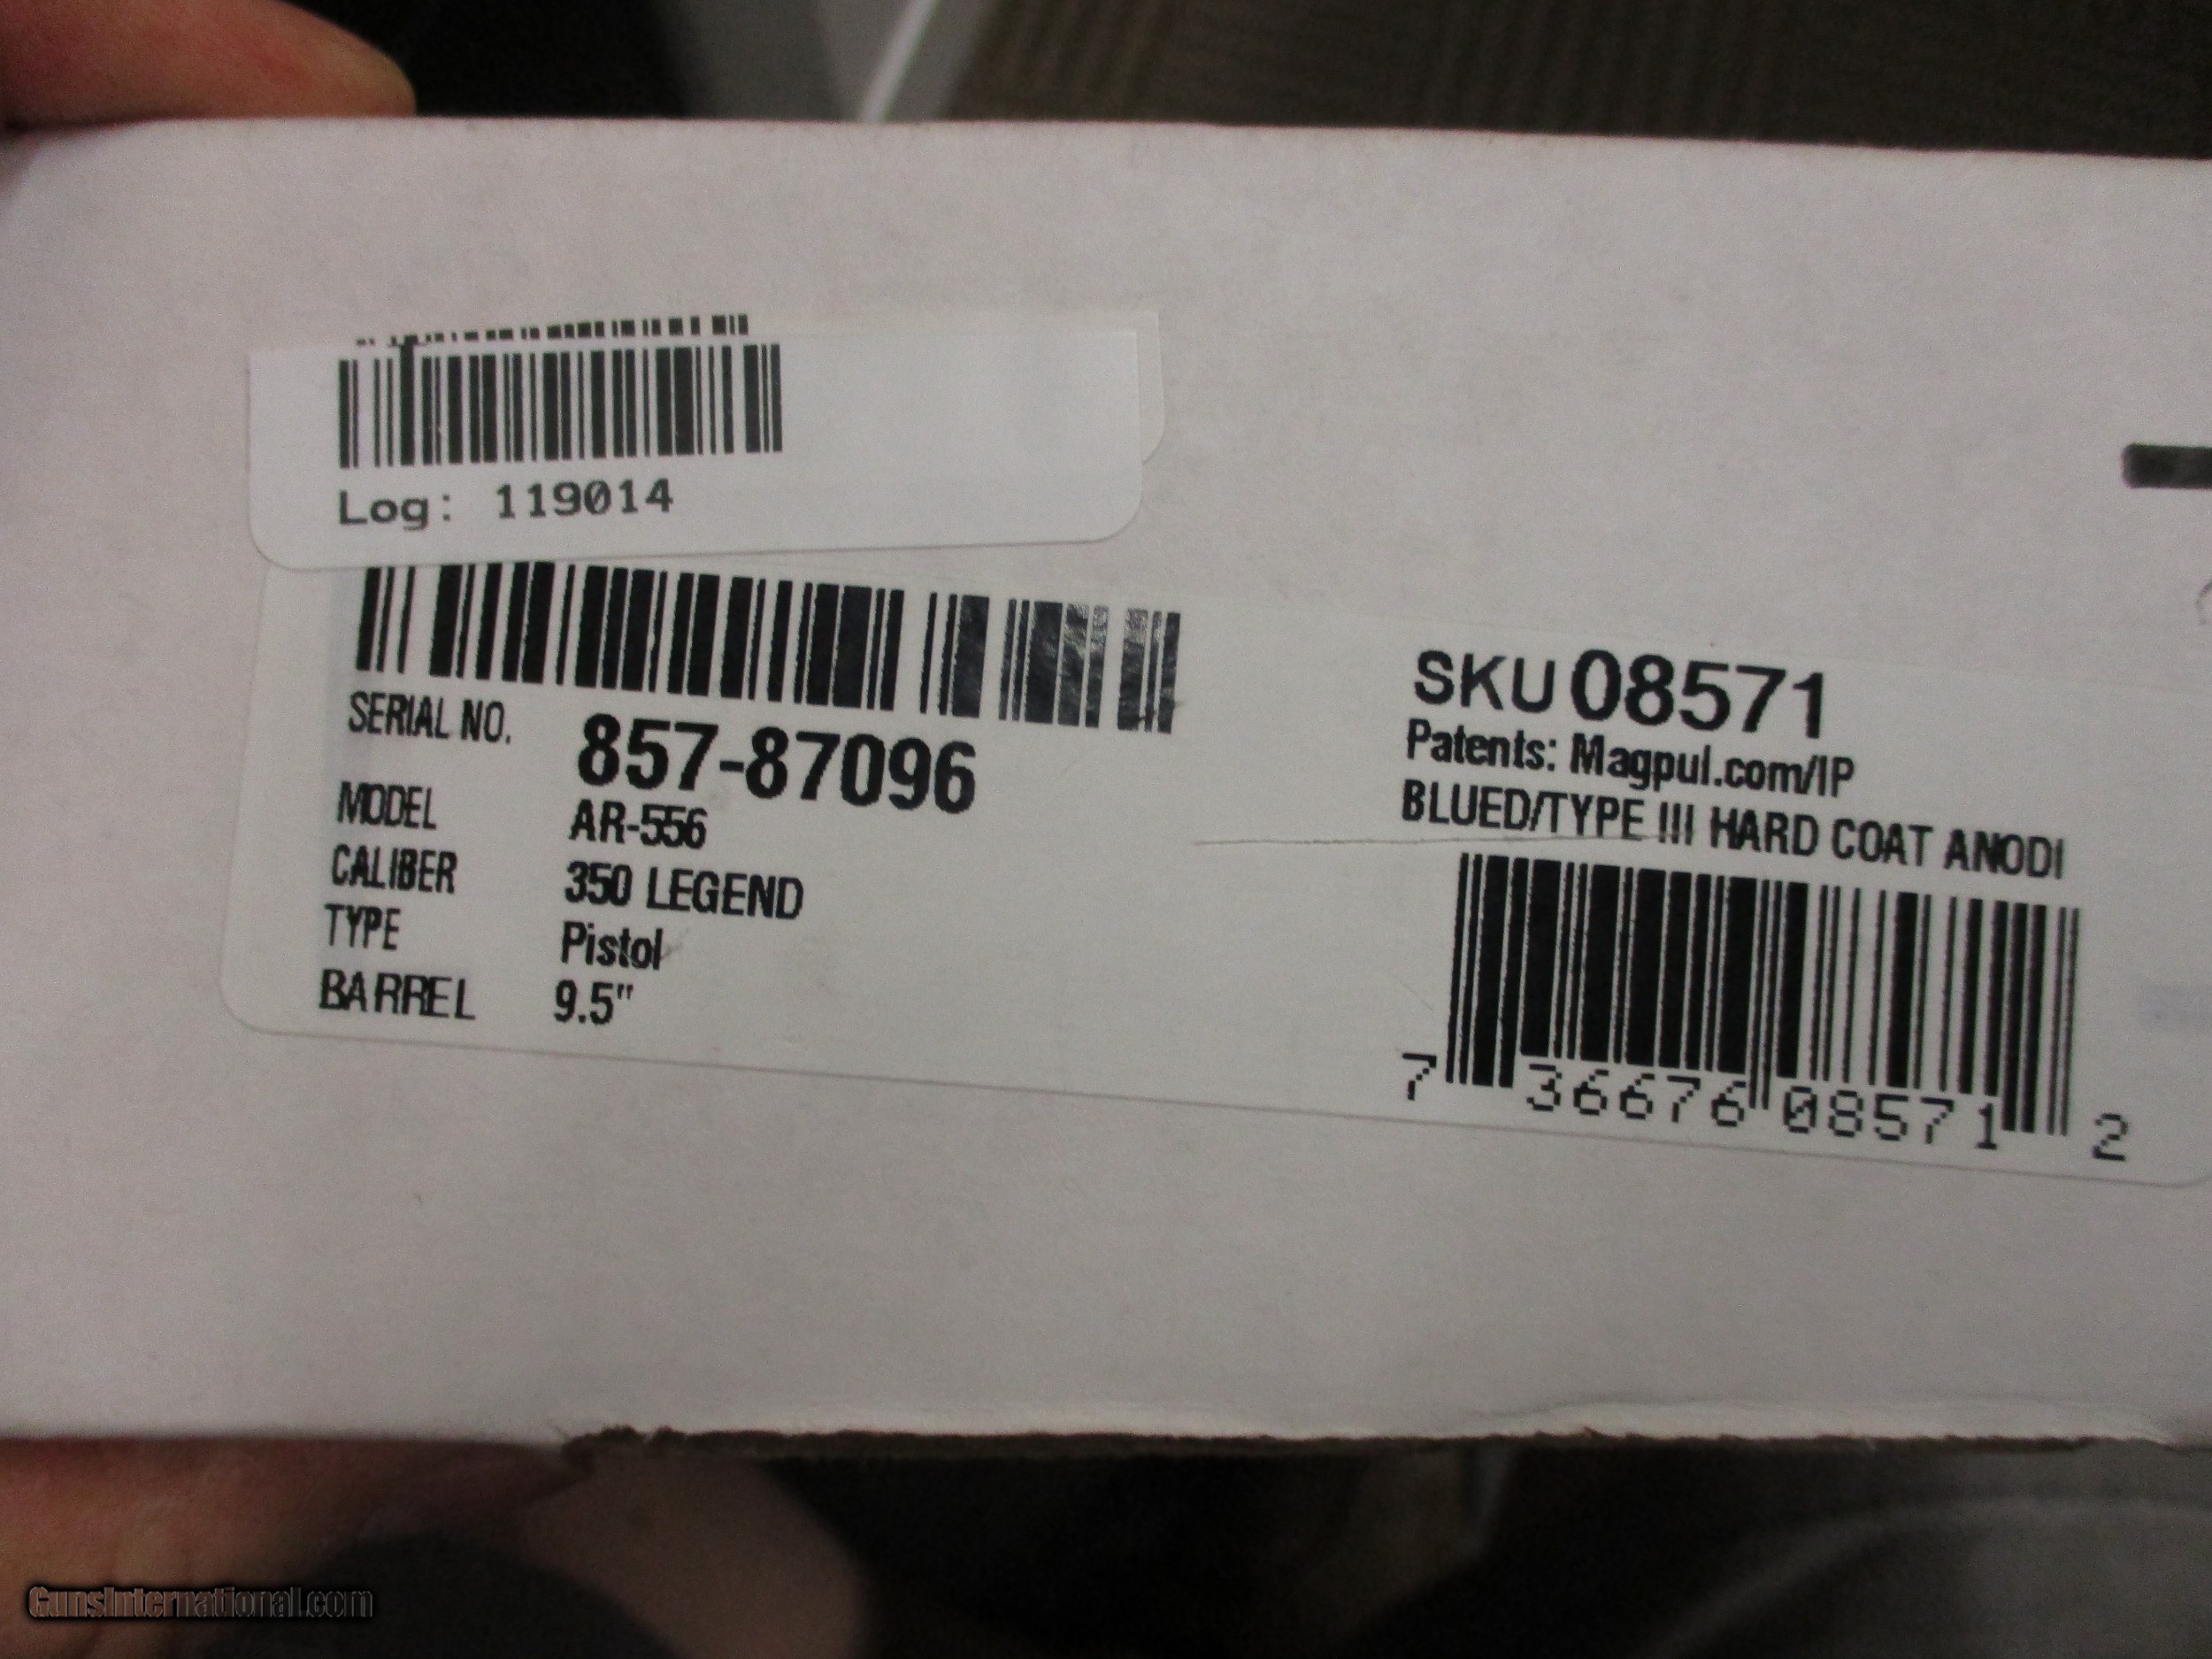 Log: 119014
SERIAL NO. 857-87096
MODEL AR-556
CALIBER 350 LEGEND
TYPE Pistol
BARREL 9.5"
SKU 08571
Patents: Magpul.com/IP
BLUED/TYPE III HARD COAT ANODI
7 36676 08571 2
GunsInternational.com